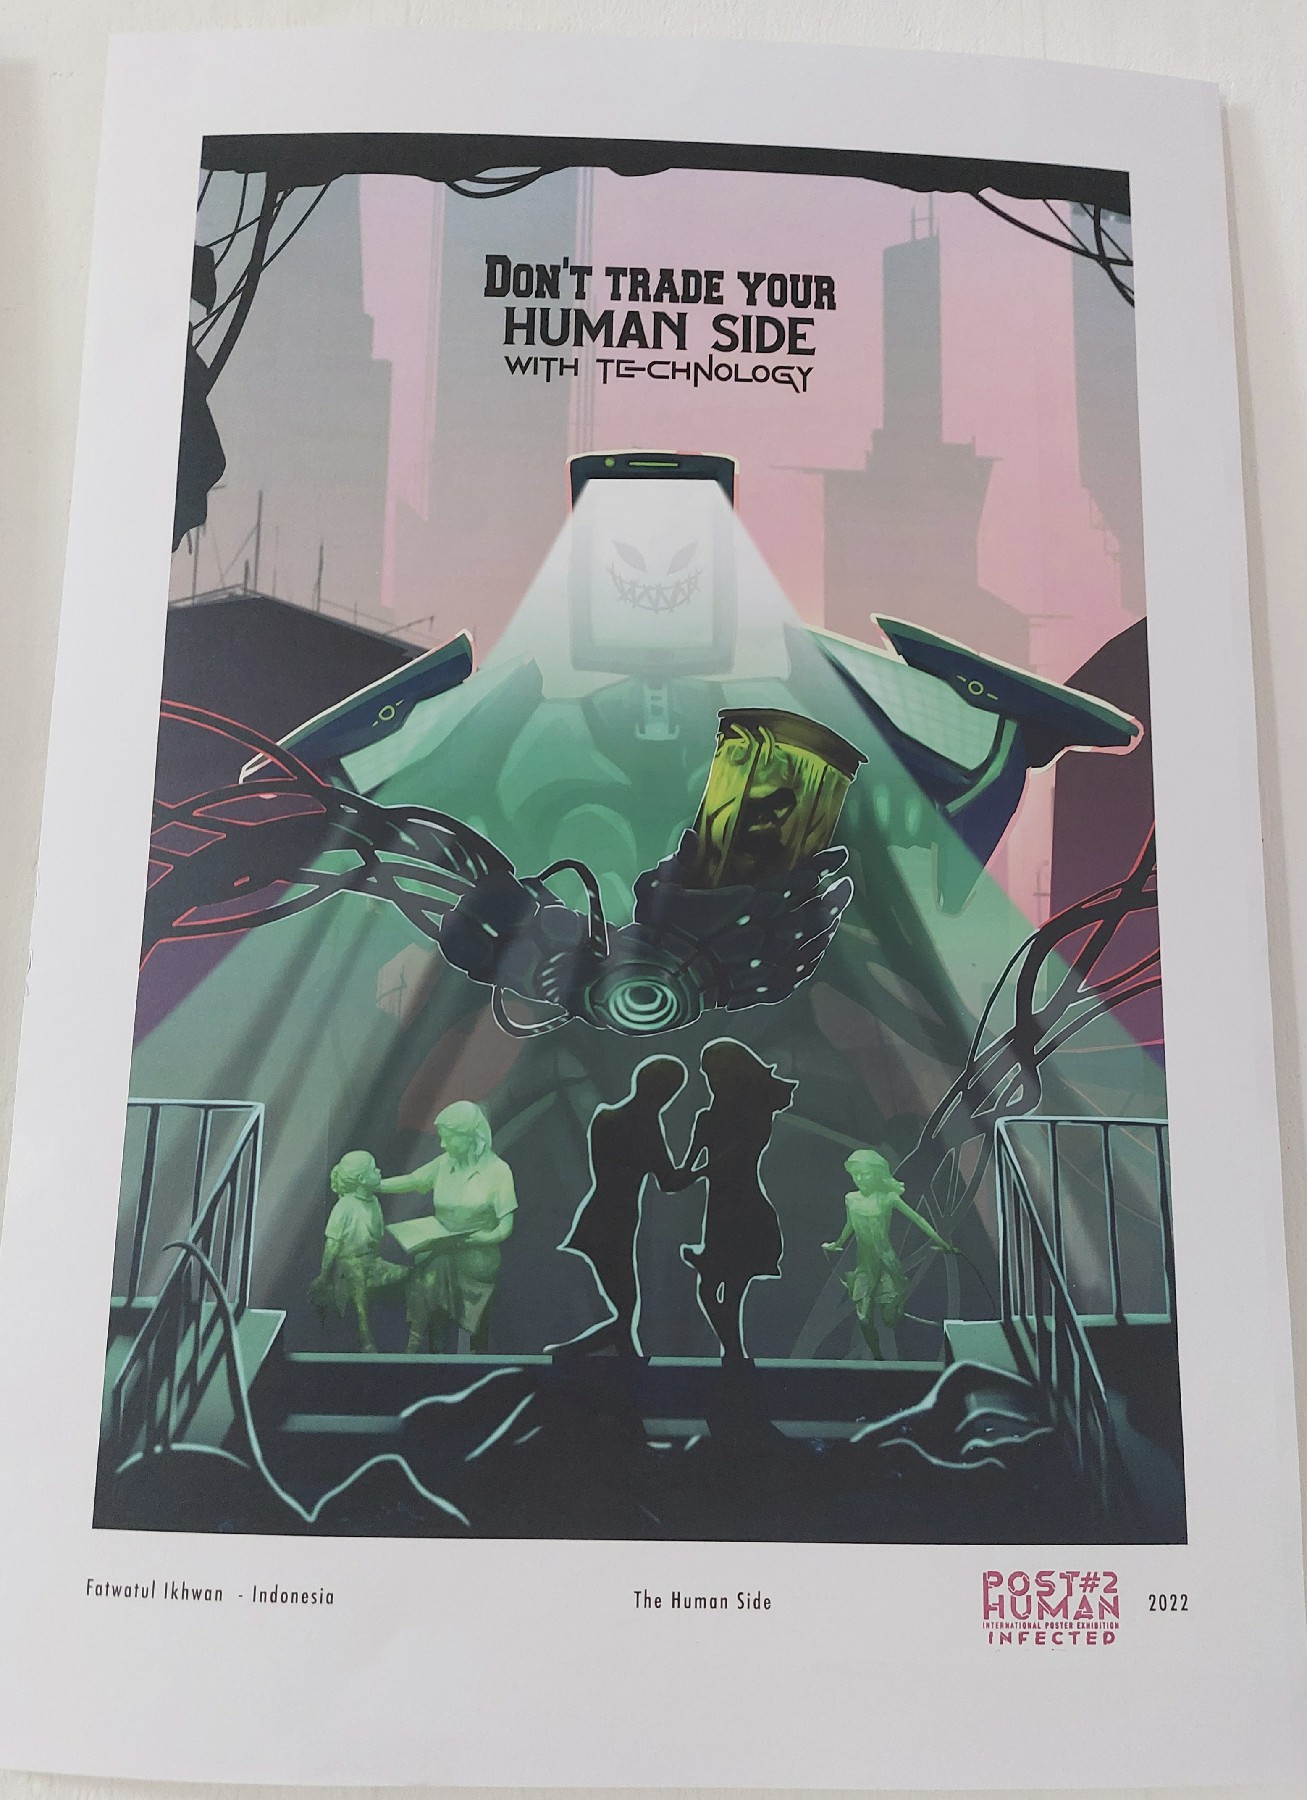 DON'T TRADE YOUR
HUMAN SIDE
WITH TECHNOLOGY
Fatwatul Ikhwan - Indonesia
The Human Side
POST#2
HUMAN
INTERNATIONAL POSTER EXHIBITION
INFECTED
2022